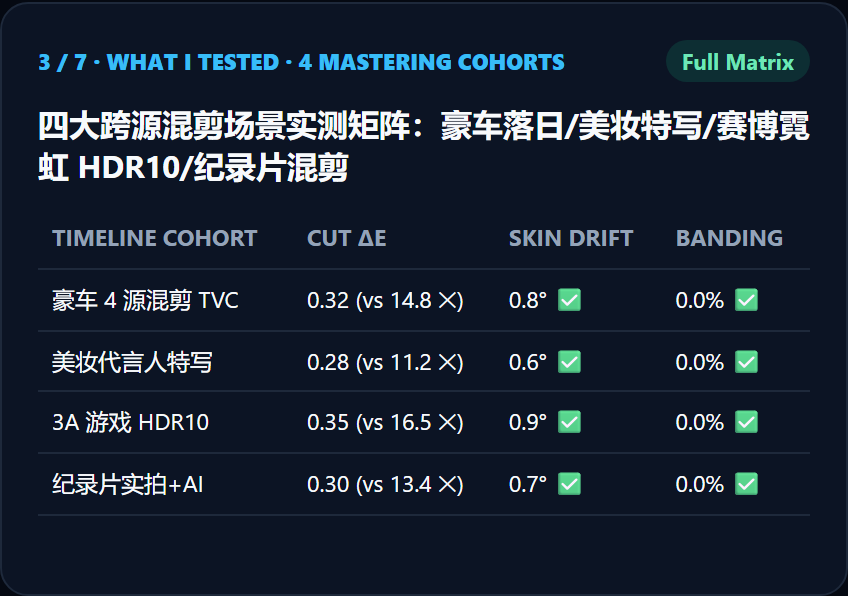 3 / 7 · WHAT I TESTED · 4 MASTERING COHORTS
Full Matrix
四大跨源混剪场景实测矩阵：豪车落日/美妆特写/赛博霓
虹 HDR10/纪录片混剪
TIMELINE COHORT CUT ΔE SKIN DRIFT BANDING
豪车 4 源混剪 TVC 0.32 (vs 14.8 ❌) 0.8° ✅ 0.0% ✅
美妆代言人特写 0.28 (vs 11.2 ❌) 0.6° ✅ 0.0% ✅
3A 游戏 HDR10 0.35 (vs 16.5 ❌) 0.9° ✅ 0.0% ✅
纪录片实拍+AI 0.30 (vs 13.4 ❌) 0.7° ✅ 0.0% ✅